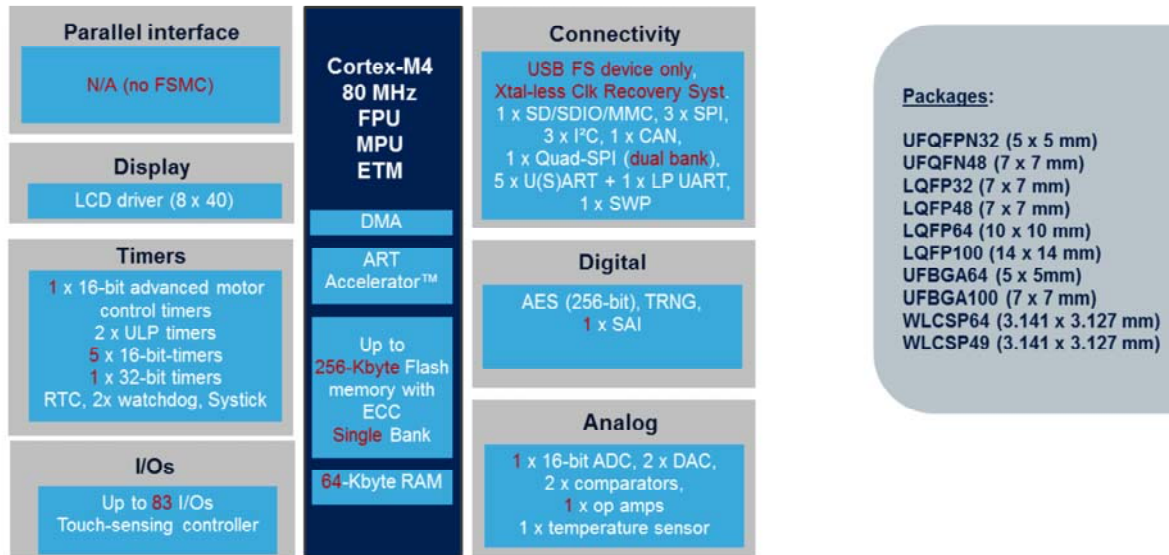 Parallel interface
N/A (no FSMC)
Display
LCD driver (8 x 40)
Timers
1 x 16-bit advanced motor
control timers
2 x ULP timers
5 x 16-bit-timers
1 x 32-bit timers
RTC, 2x watchdog, Systick
I/Os
Up to 83 I/Os
Touch-sensing controller
Cortex-M4
80 MHz
FPU
MPU
ETM
DMA
ART
Accelerator™
Up to
256-Kbyte Flash
memory with
ECC
Single Bank
64-Kbyte RAM
Connectivity
USB FS device only,
Xtal-less Clk Recovery Syst.
1 x SD/SDIO/MMC, 3 x SPI,
3 x I²C, 1 x CAN,
1 x Quad-SPI (dual bank),
5 x U(S)ART + 1 x LP UART,
1 x SWP
Digital
AES (256-bit), TRNG,
1 x SAI
Analog
1 x 16-bit ADC, 2 x DAC,
2 x comparators,
1 x op amps
1 x temperature sensor
Packages:
UFQFPN32 (5 x 5 mm)
UFQFN48 (7 x 7 mm)
LQFP32 (7 x 7 mm)
LQFP48 (7 x 7 mm)
LQFP64 (10 x 10 mm)
LQFP100 (14 x 14 mm)
UFBGA64 (5 x 5mm)
UFBGA100 (7 x 7 mm)
WLCSP64 (3.141 x 3.127 mm)
WLCSP49 (3.141 x 3.127 mm)